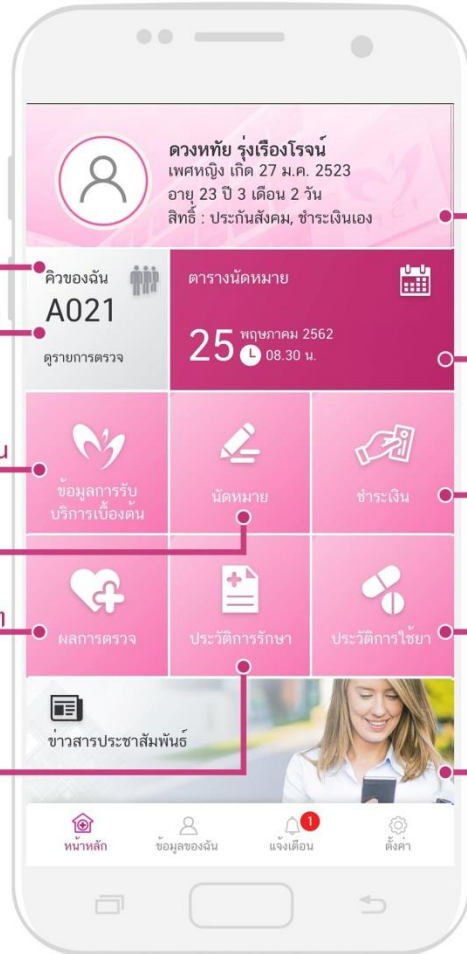 ดวงหทัย รุ่งเรืองโรจน์
เพศหญิง เกิด 27 ม.ค. 2523
อายุ 23 ปี 3 เดือน 2 วัน
สิทธิ์ : ประกันสังคม, ชำระเงินเอง
คิวของฉัน
A021
ดูรายการตรวจ
ตารางนัดหมาย
25 พฤษภาคม 2562
08.30 น.
ข้อมูลการรับ
บริการเบื้องต้น
นัดหมาย
ชำระเงิน
ผลการตรวจ
ประวัติการรักษา
ประวัติการใช้ยา
ข่าวสารประชาสัมพันธ์
1
หน้าหลัก
ข้อมูลของฉัน
แจ้งเตือน
ตั้งค่า